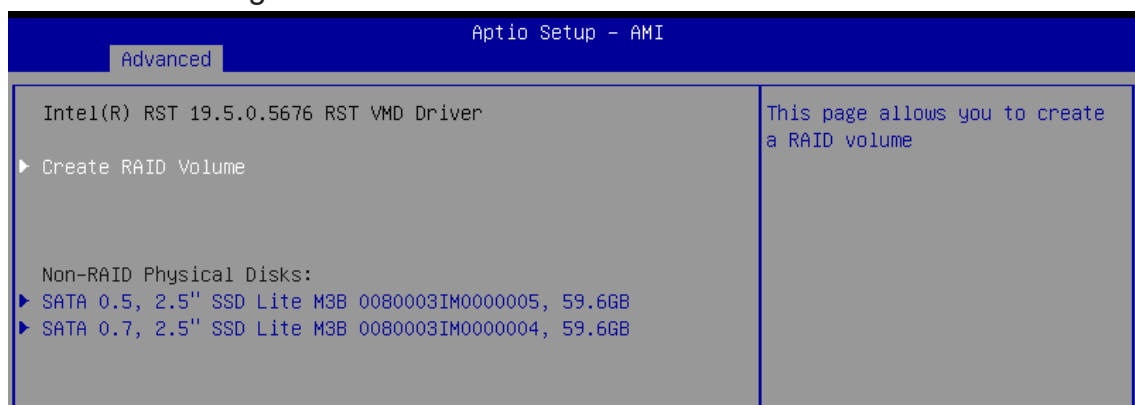 Aptio Setup – AMI
Advanced
Intel(R) RST 19.5.0.5676 RST VMD Driver
This page allows you to create
a RAID volume
Create RAID Volume
Non-RAID Physical Disks:
SATA 0.5, 2.5" SSD Lite M3B 0080003IM0000005, 59.6GB
SATA 0.7, 2.5" SSD Lite M3B 0080003IM0000004, 59.6GB